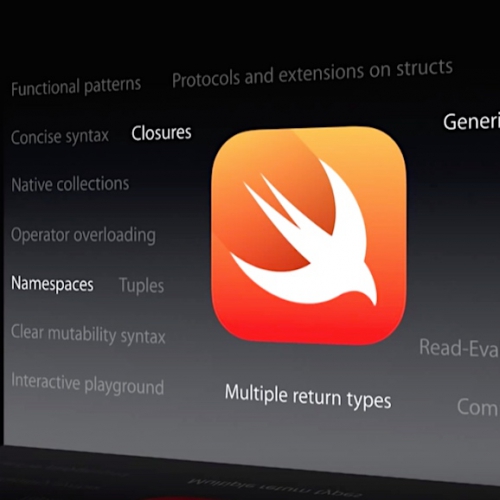 Functional patterns
Protocols and extensions on structs
Concise syntax
Closures
Generi
Native collections
Operator overloading
Namespaces
Tuples
Clear mutability syntax
Read-Eva
Interactive playground
Multiple return types
Com